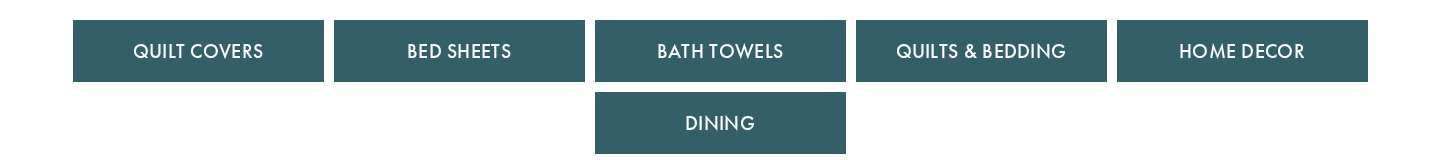 QUILT COVERS
BED SHEETS
BATH TOWELS
QUILTS & BEDDING
HOME DECOR
DINING